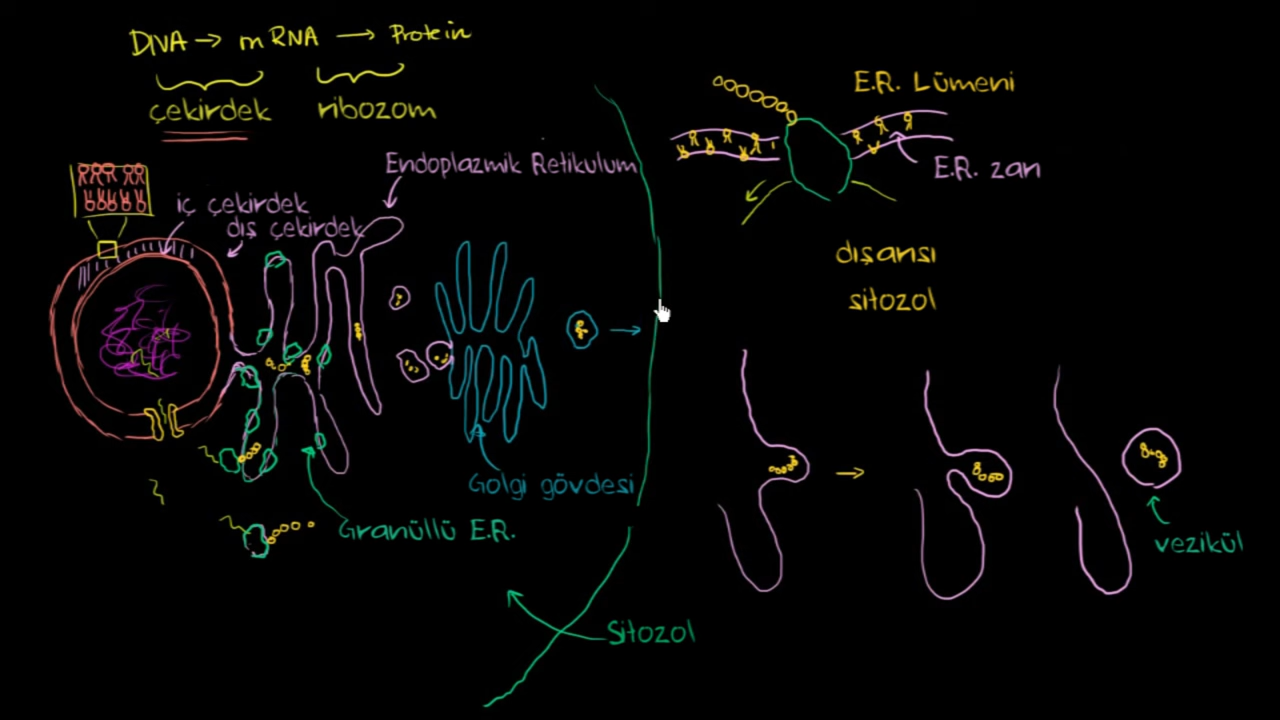 DNA → mRNA → Protein
çekirdek ribozom
E.R. Lümeni
E.R. zarı
Endoplazmik Retikulum
iç çekirdek
dış çekirdek
dışarısı
sitozol
Golgi gövdesi
Granüllü E.R.
vezikül
Sitozol